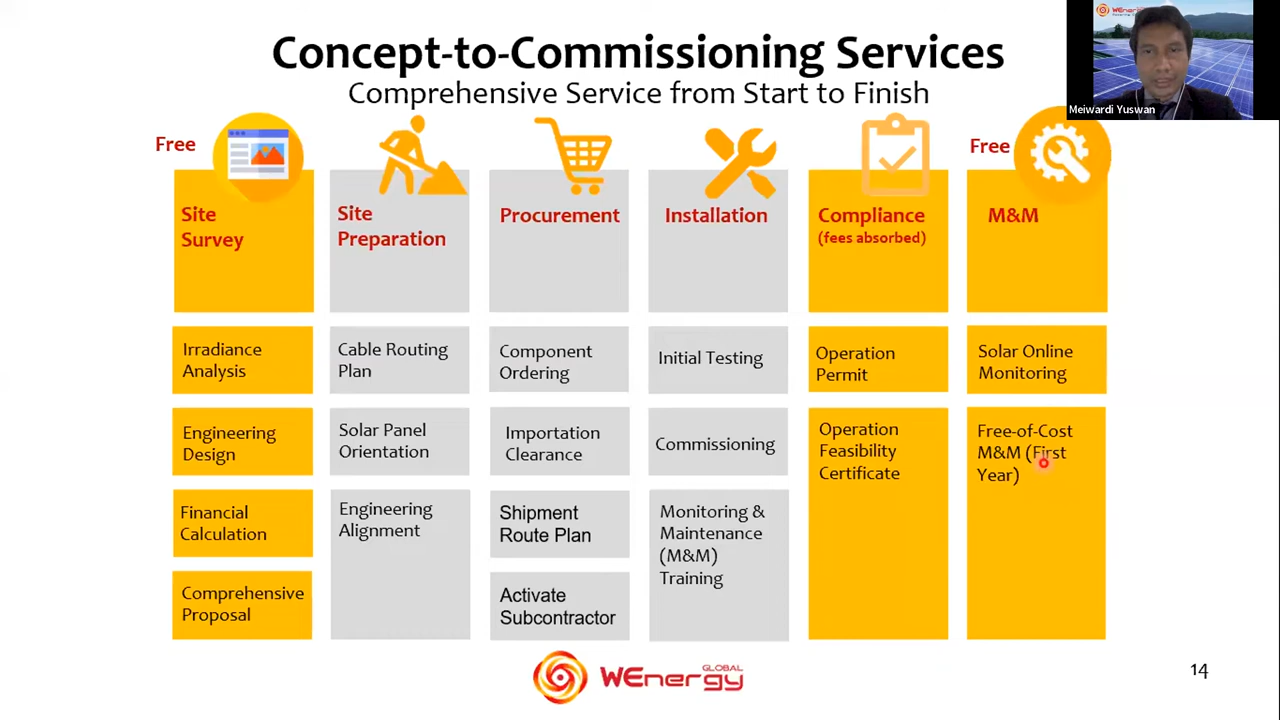 Concept-to-Commissioning Services
Comprehensive Service from Start to Finish
WEnergy
Meiwardi Yuswan
Free
Free
Site
Survey
Site
Preparation
Procurement
Installation
Compliance
(fees absorbed)
M&M
Irradiance
Analysis
Cable Routing
Plan
Component
Ordering
Initial Testing
Operation
Permit
Solar Online
Monitoring
Engineering
Design
Solar Panel
Orientation
Importation
Clearance
Commissioning
Operation
Feasibility
Certificate
Free-of-Cost
M&M (First
Year)
Financial
Calculation
Engineering
Alignment
Shipment
Route Plan
Monitoring &
Maintenance
(M&M)
Training
Comprehensive
Proposal
Activate
Subcontractor
WEnergy GLOBAL
14